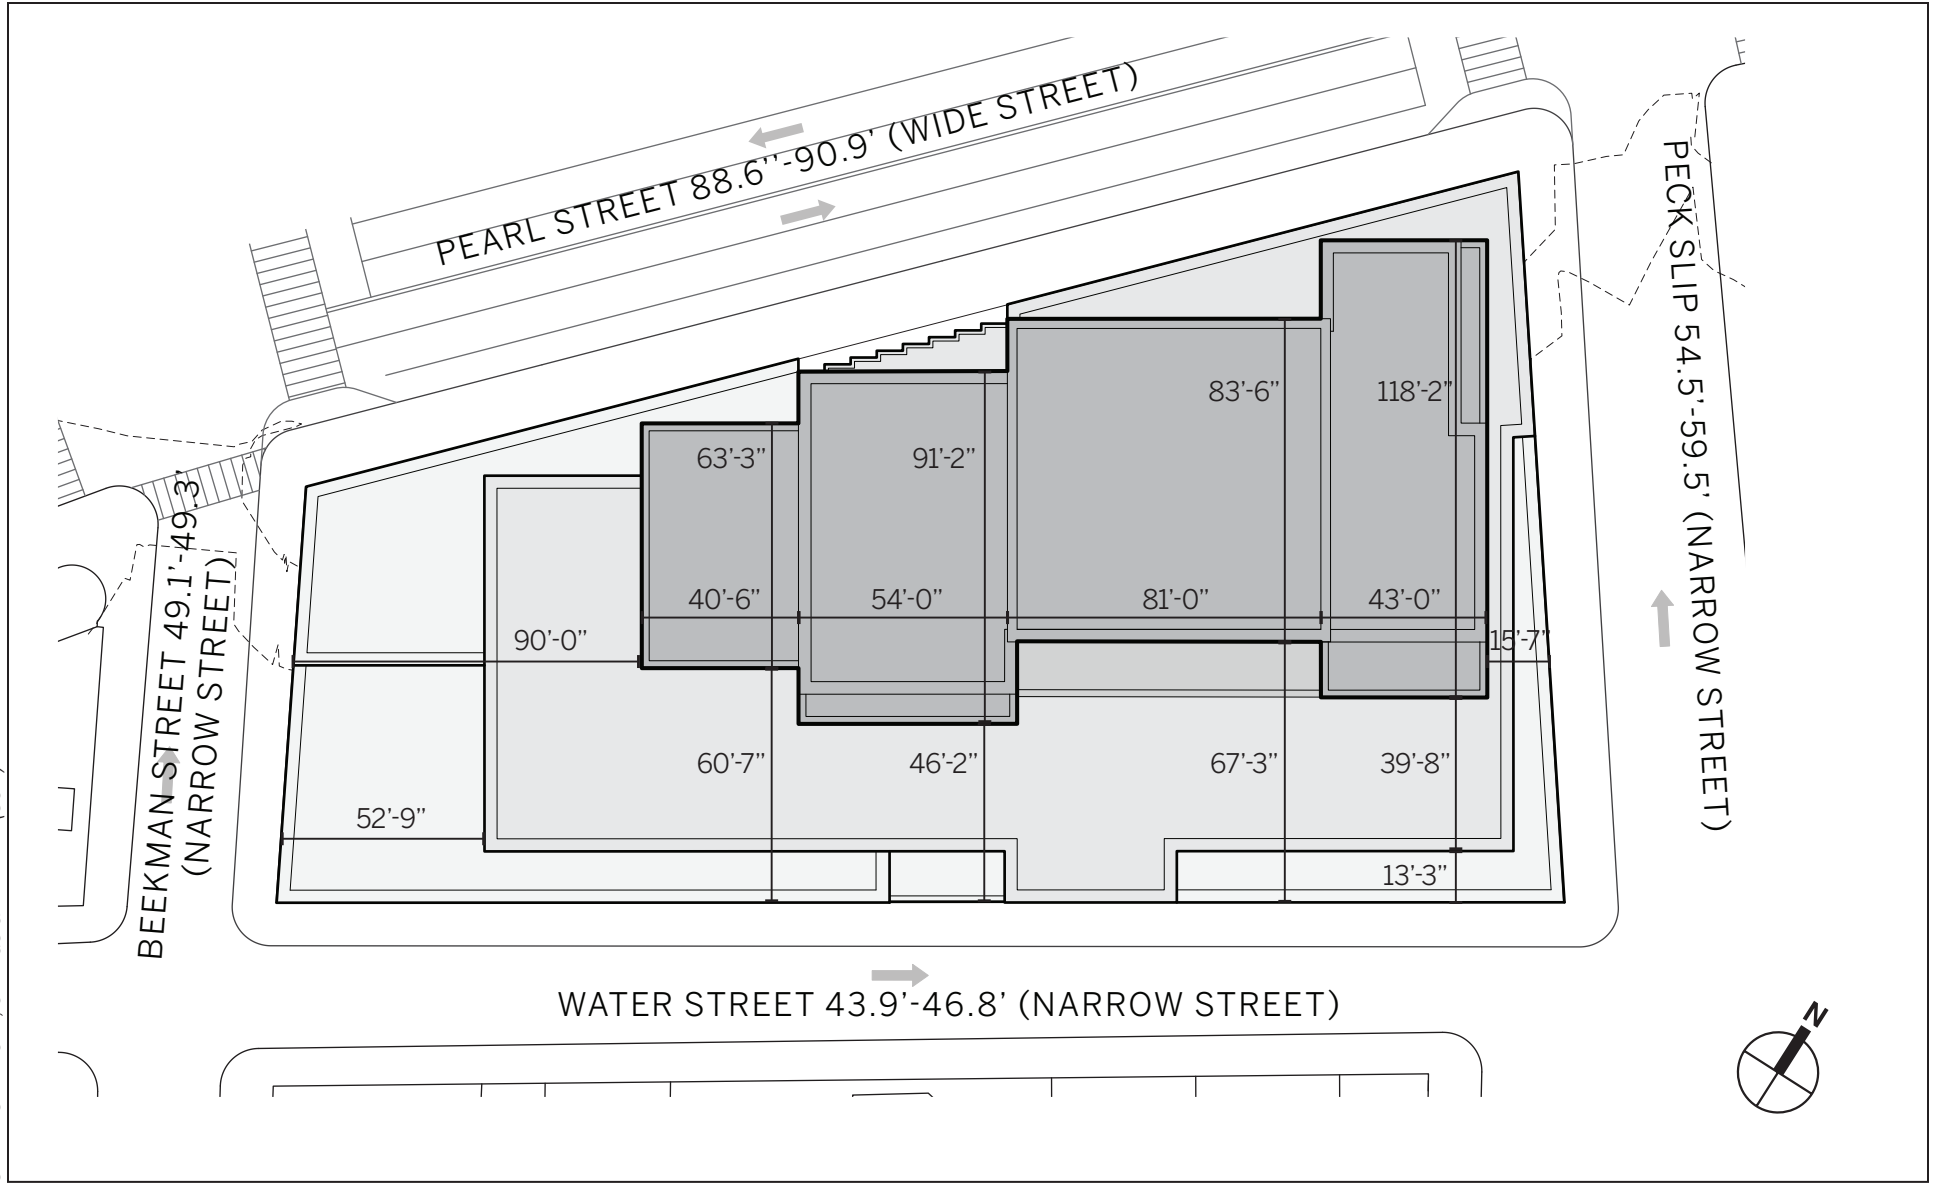 PEARL STREET 88.6''-90.9' (WIDE STREET)
PECK SLIP 54.5'-59.5' (NARROW STREET)
BEEKMAN STREET 49.1'-49.3'
(NARROW STREET)
83'-6”
118'-2”
63'-3”
91'-2”
40'-6”
54'-0”
81'-0”
43'-0”
90'-0”
15'-7”
60'-7”
46'-2”
67'-3”
39'-8”
52'-9”
13'-3”
WATER STREET 43.9'-46.8' (NARROW STREET)
N